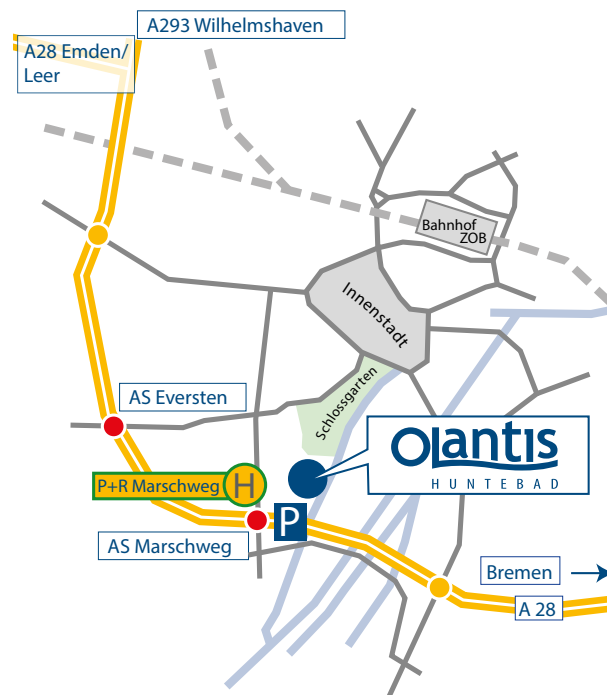 A293 Wilhelmshaven
A28 Emden/
Leer
Bahnhof
ZOB
Innenstadt
Schlossgarten
AS Eversten
OLantis
HUNTEBAD
P+R Marschweg
H
P
AS Marschweg
Bremen
A 28